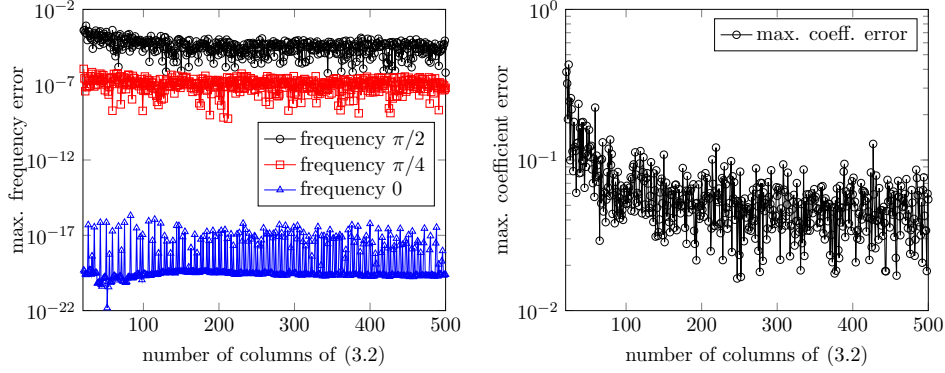 max. frequency error
10^−2
10^−7
10^−12
10^−17
10^−22
frequency π/2
frequency π/4
frequency 0
100
200
300
400
500
number of columns of (3.2)
max. coefficient error
10^0
10^−1
10^−2
max. coeff. error
100
200
300
400
500
number of columns of (3.2)